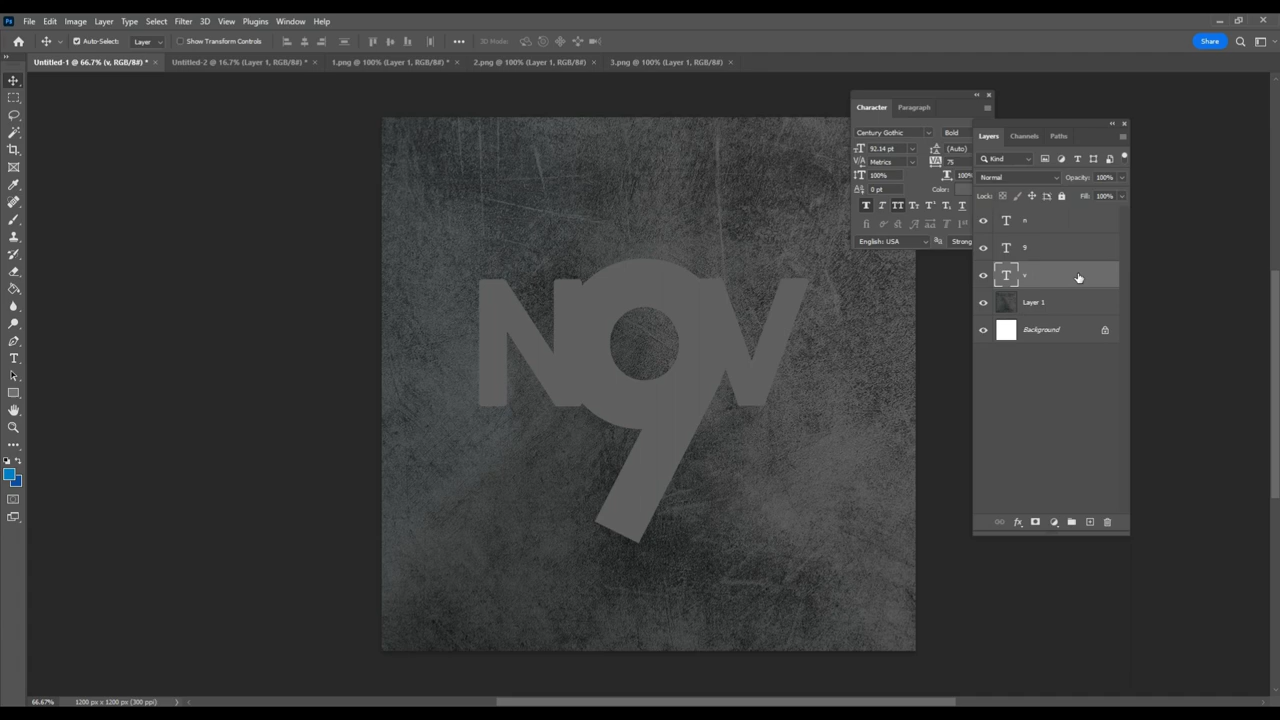 Ps File Edit Image Layer Type Select Filter 3D View Plugins Window Help
Auto-Select: Layer Show Transform Controls 3D Mode: Share
Untitled-1 @ 66.7% (v, RGB/8#) * Untitled-2 @ 16.7% (Layer 1, RGB/8#) * 1.png @ 100% (Layer 1, RGB/8#) * 2.png @ 100% (Layer 1, RGB/8#) 3.png @ 100% (Layer 1, RGB/8#)
Character Paragraph
Century Gothic Bold
92.14 pt (Auto)
Metrics 75
100% 100%
0 pt Color:
English: USA Strong
Layers Channels Paths
Kind
Normal Opacity: 100%
Lock: Fill: 100%
n
9
v
Layer 1
Background
N9V
66.67% 1200 px x 1200 px (300 ppi)